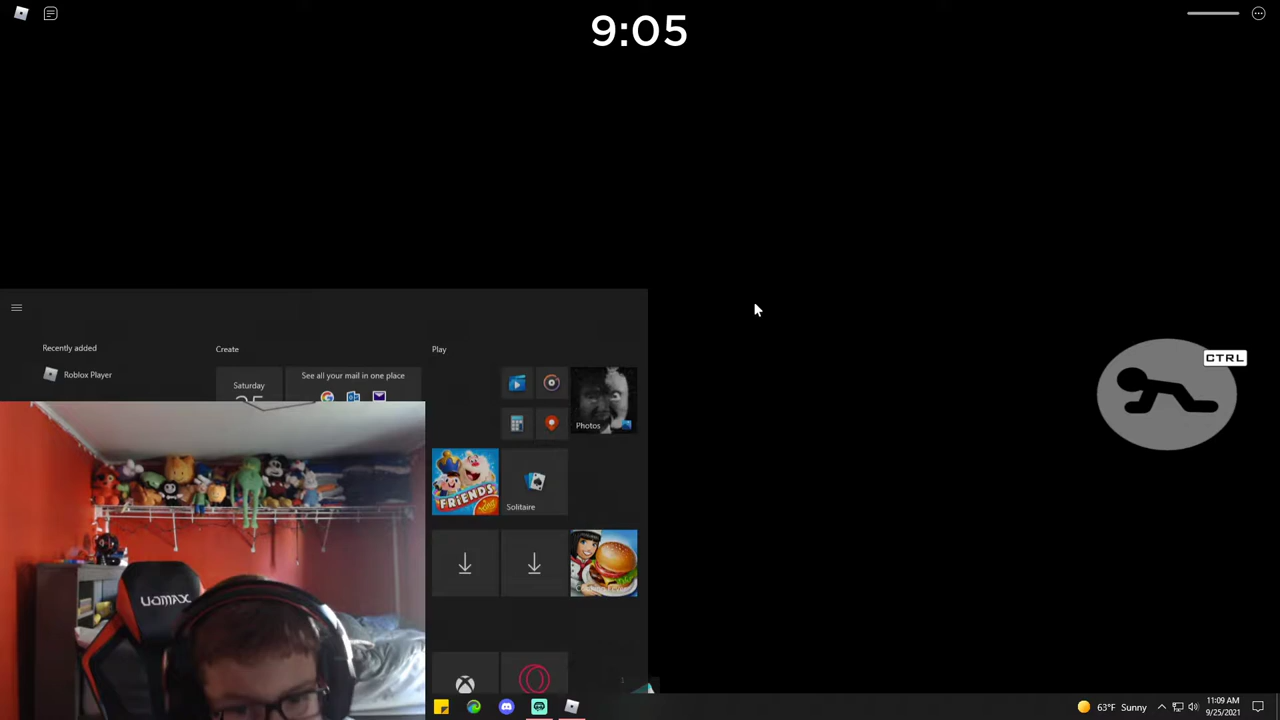 9:05
Recently added
Create
Play
Roblox Player
Saturday
See all your mail in one place
Photos
CTRL
FRIENDS
Solitaire
UOMAX
63°F Sunny
11:09 AM
9/25/2021